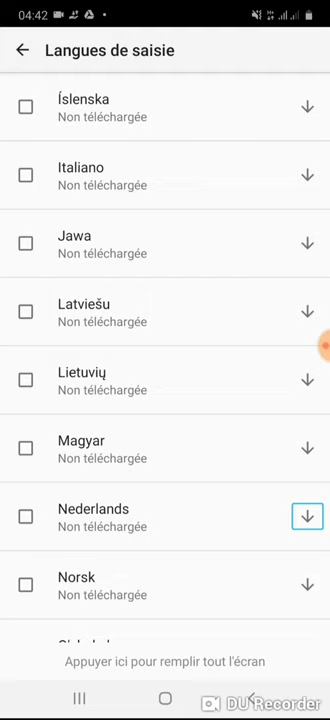 04:42
Langues de saisie
Íslenska
Non téléchargée
Italiano
Non téléchargée
Jawa
Non téléchargée
Latviešu
Non téléchargée
Lietuvių
Non téléchargée
Magyar
Non téléchargée
Nederlands
Non téléchargée
Norsk
Non téléchargée
Appuyer ici pour remplir tout l'écran
DU Recorder